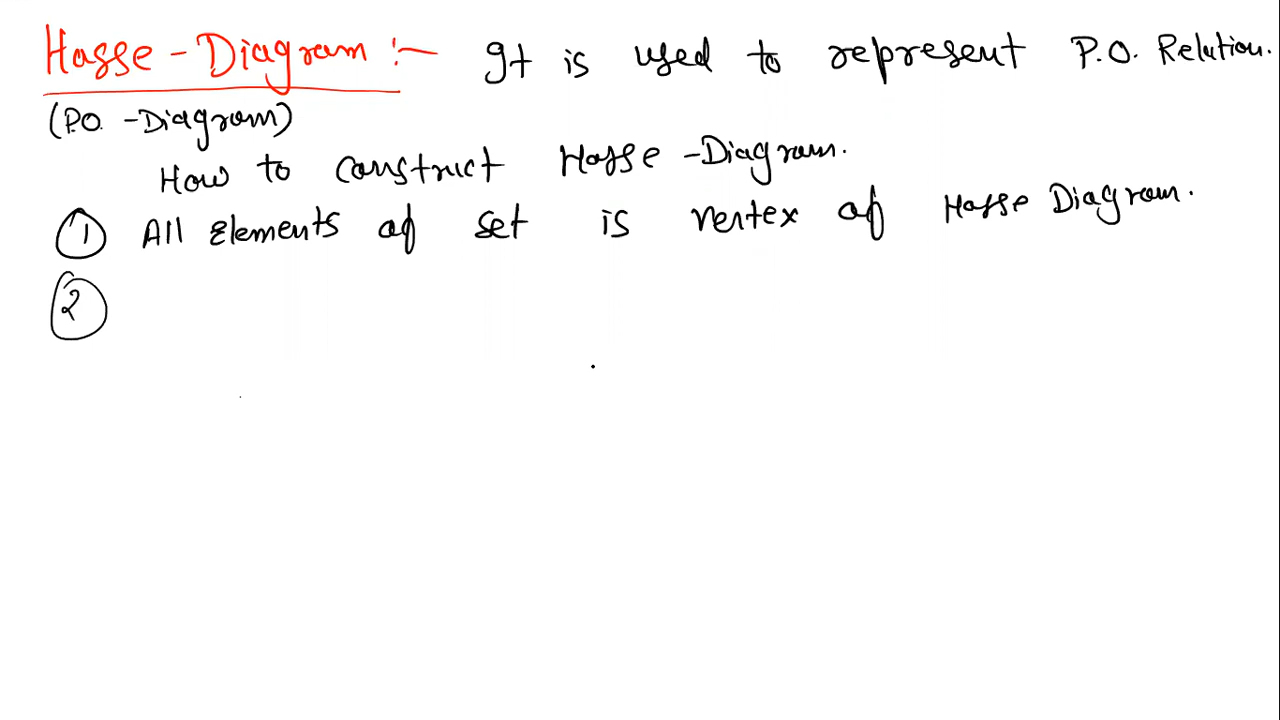 Hasse-Diagram :- It is used to represent P.O. Relation.
(P.O. -Diagram)
How to construct Hasse -Diagram.
① All Elements of set is vertex of Hasse Diagram.
②